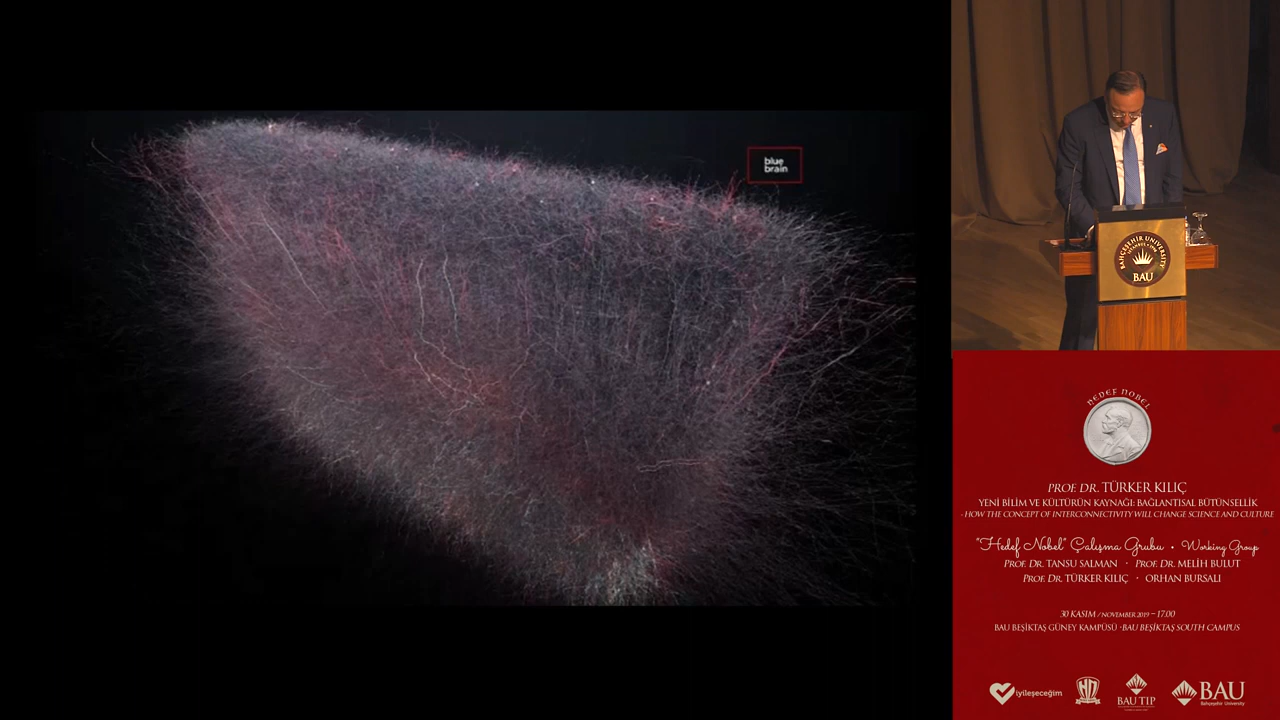 blue
brain
BAHÇEŞEHİR UNIVERSITY
BAU
HEDEF NOBEL
PROF. DR. TÜRKER KILIÇ
YENİ BİLİM VE KÜLTÜRÜN KAYNAĞI: BAĞLANTISAL BÜTÜNSELLİK
- HOW THE CONCEPT OF INTERCONNECTIVITY WILL CHANGE SCIENCE AND CULTURE
"Hedef Nobel" Çalışma Grubu • Working Group
PROF. DR. TANSU SALMAN · PROF. DR. MELİH BULUT
PROF. DR. TÜRKER KILIÇ · ORHAN BURSALI
30 KASIM / NOVEMBER 2019 – 17.00
BAU BEŞİKTAŞ GÜNEY KAMPÜSÜ · BAU BEŞİKTAŞ SOUTH CAMPUS
iyileşeceğim
BAU TIP
BAU
Bahçeşehir University